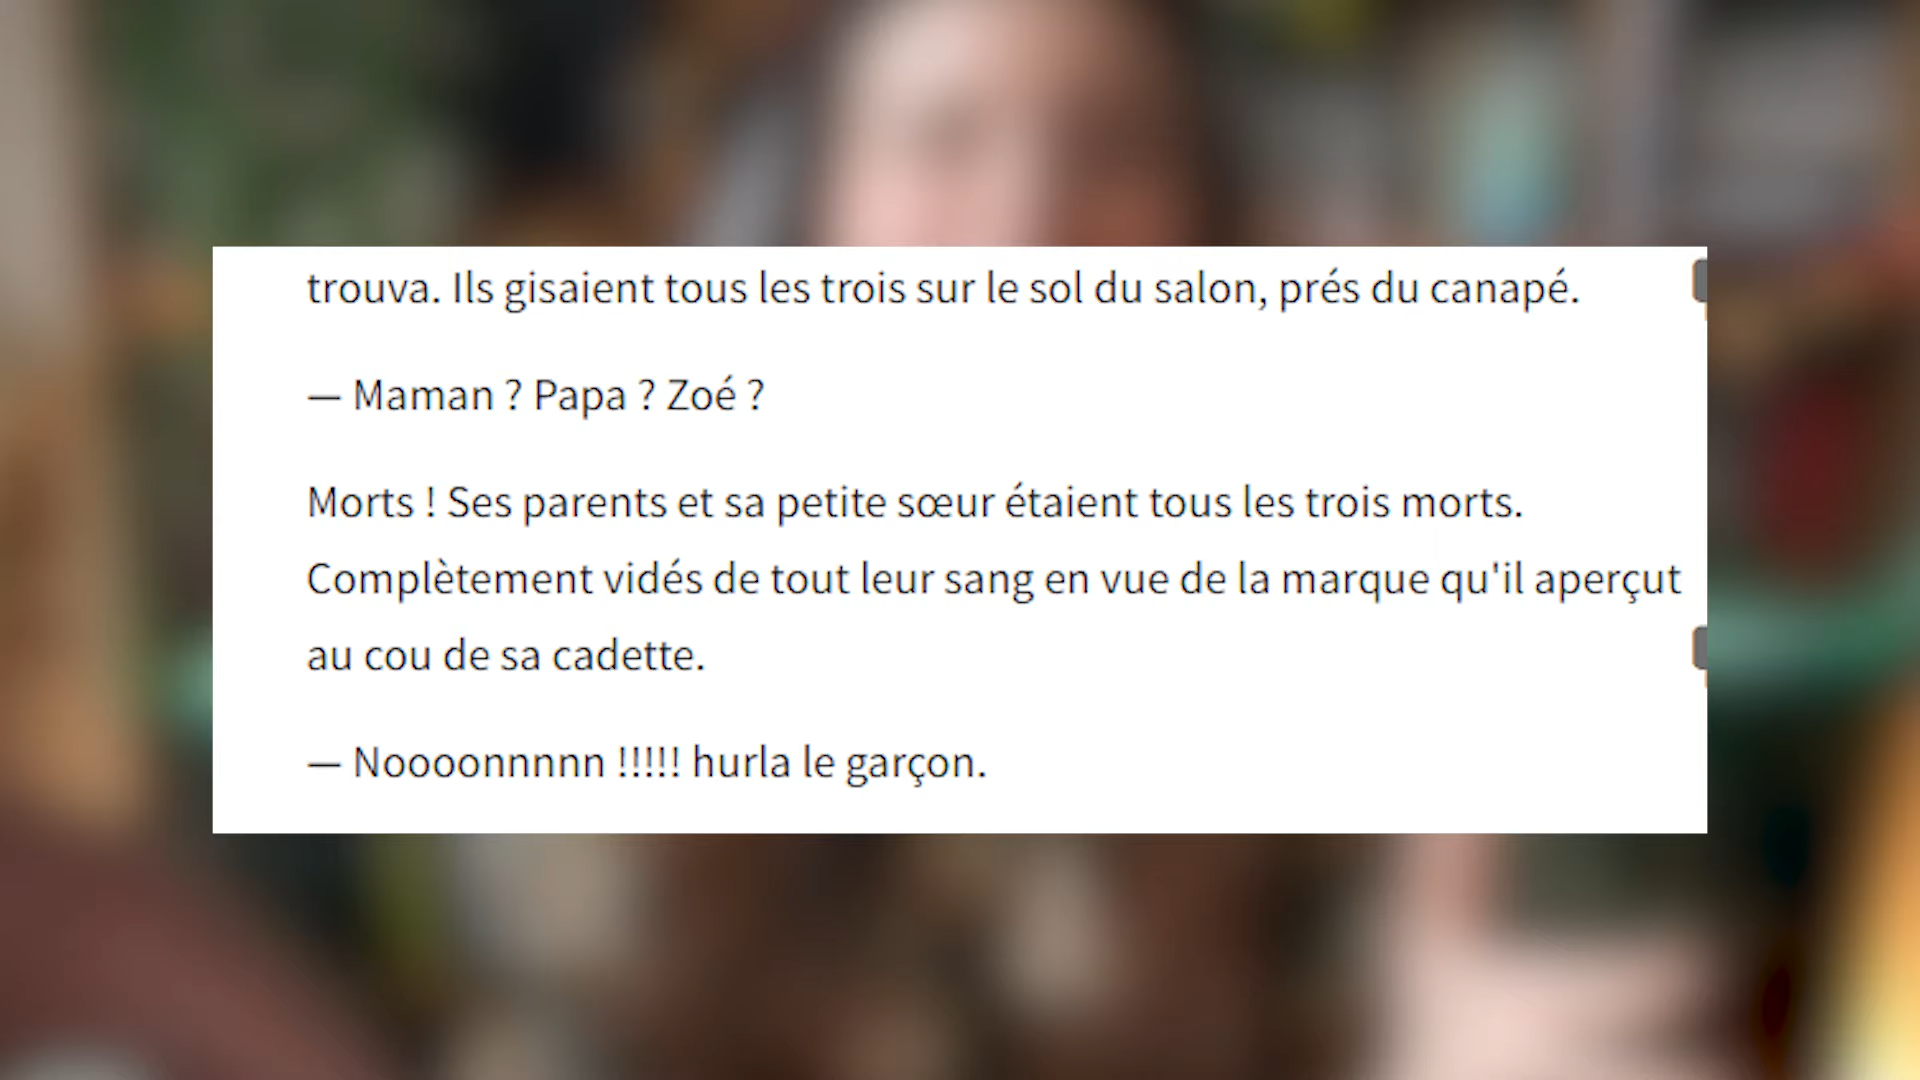 trouva. Ils gisaient tous les trois sur le sol du salon, prés du canapé.
— Maman ? Papa ? Zoé ?
Morts ! Ses parents et sa petite sœur étaient tous les trois morts.
Complètement vidés de tout leur sang en vue de la marque qu'il aperçut
au cou de sa cadette.
— Noooonnnnn !!!!! hurla le garçon.